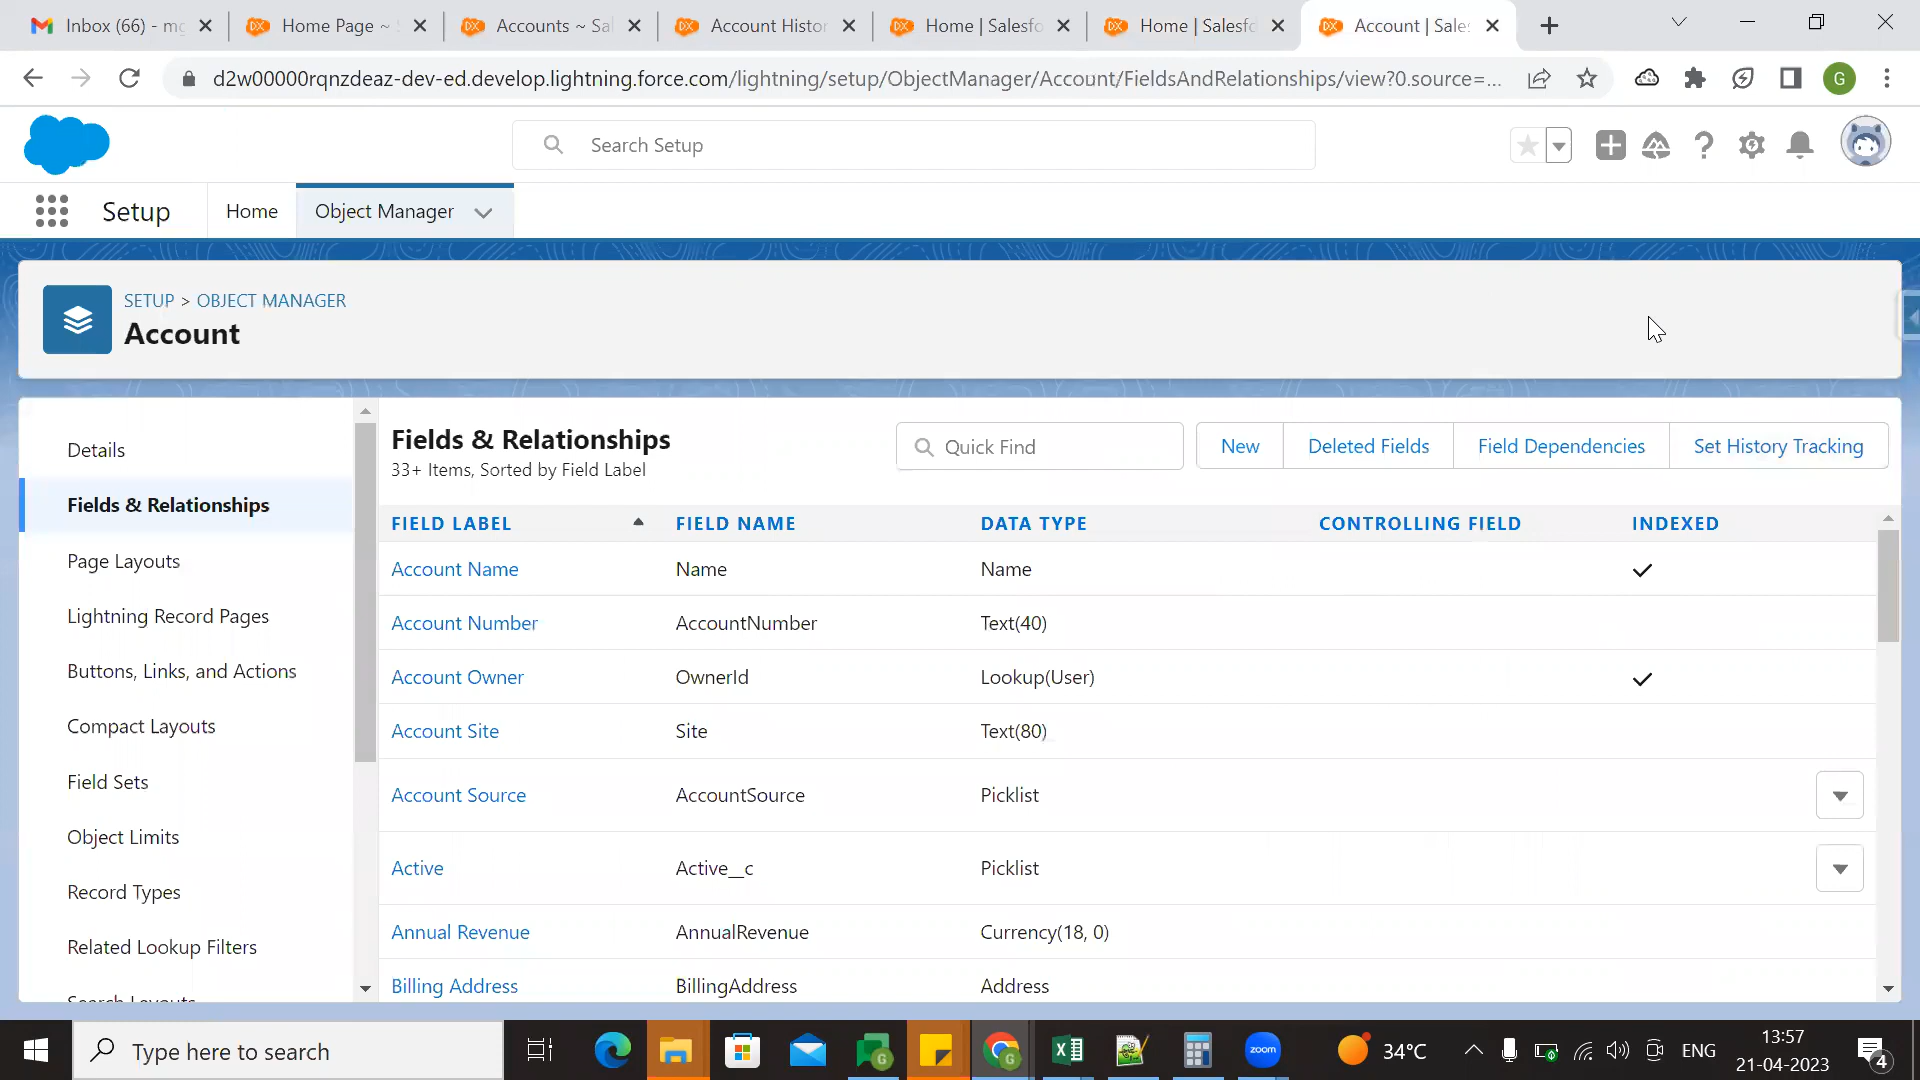 Inbox (66) - mg
Home Page ~ S
Accounts ~ Sal
Account Histor
Home | Salesfo
Home | Salesfo
Account | Sales
d2w00000rqnzdeaz-dev-ed.develop.lightning.force.com/lightning/setup/ObjectManager/Account/FieldsAndRelationships/view?0.source=...
G
Search Setup
Setup
Home
Object Manager
SETUP > OBJECT MANAGER
Account
Details
Fields & Relationships
Page Layouts
Lightning Record Pages
Buttons, Links, and Actions
Compact Layouts
Field Sets
Object Limits
Record Types
Related Lookup Filters
Search Layouts
Fields & Relationships
33+ Items, Sorted by Field Label
Quick Find
New
Deleted Fields
Field Dependencies
Set History Tracking
FIELD LABEL FIELD NAME DATA TYPE CONTROLLING FIELD INDEXED
Account Name Name Name
Account Number AccountNumber Text(40)
Account Owner OwnerId Lookup(User)
Account Site Site Text(80)
Account Source AccountSource Picklist
Active Active__c Picklist
Annual Revenue AnnualRevenue Currency(18, 0)
Billing Address BillingAddress Address
Type here to search
zoom
34°C
ENG
13:57
21-04-2023
4